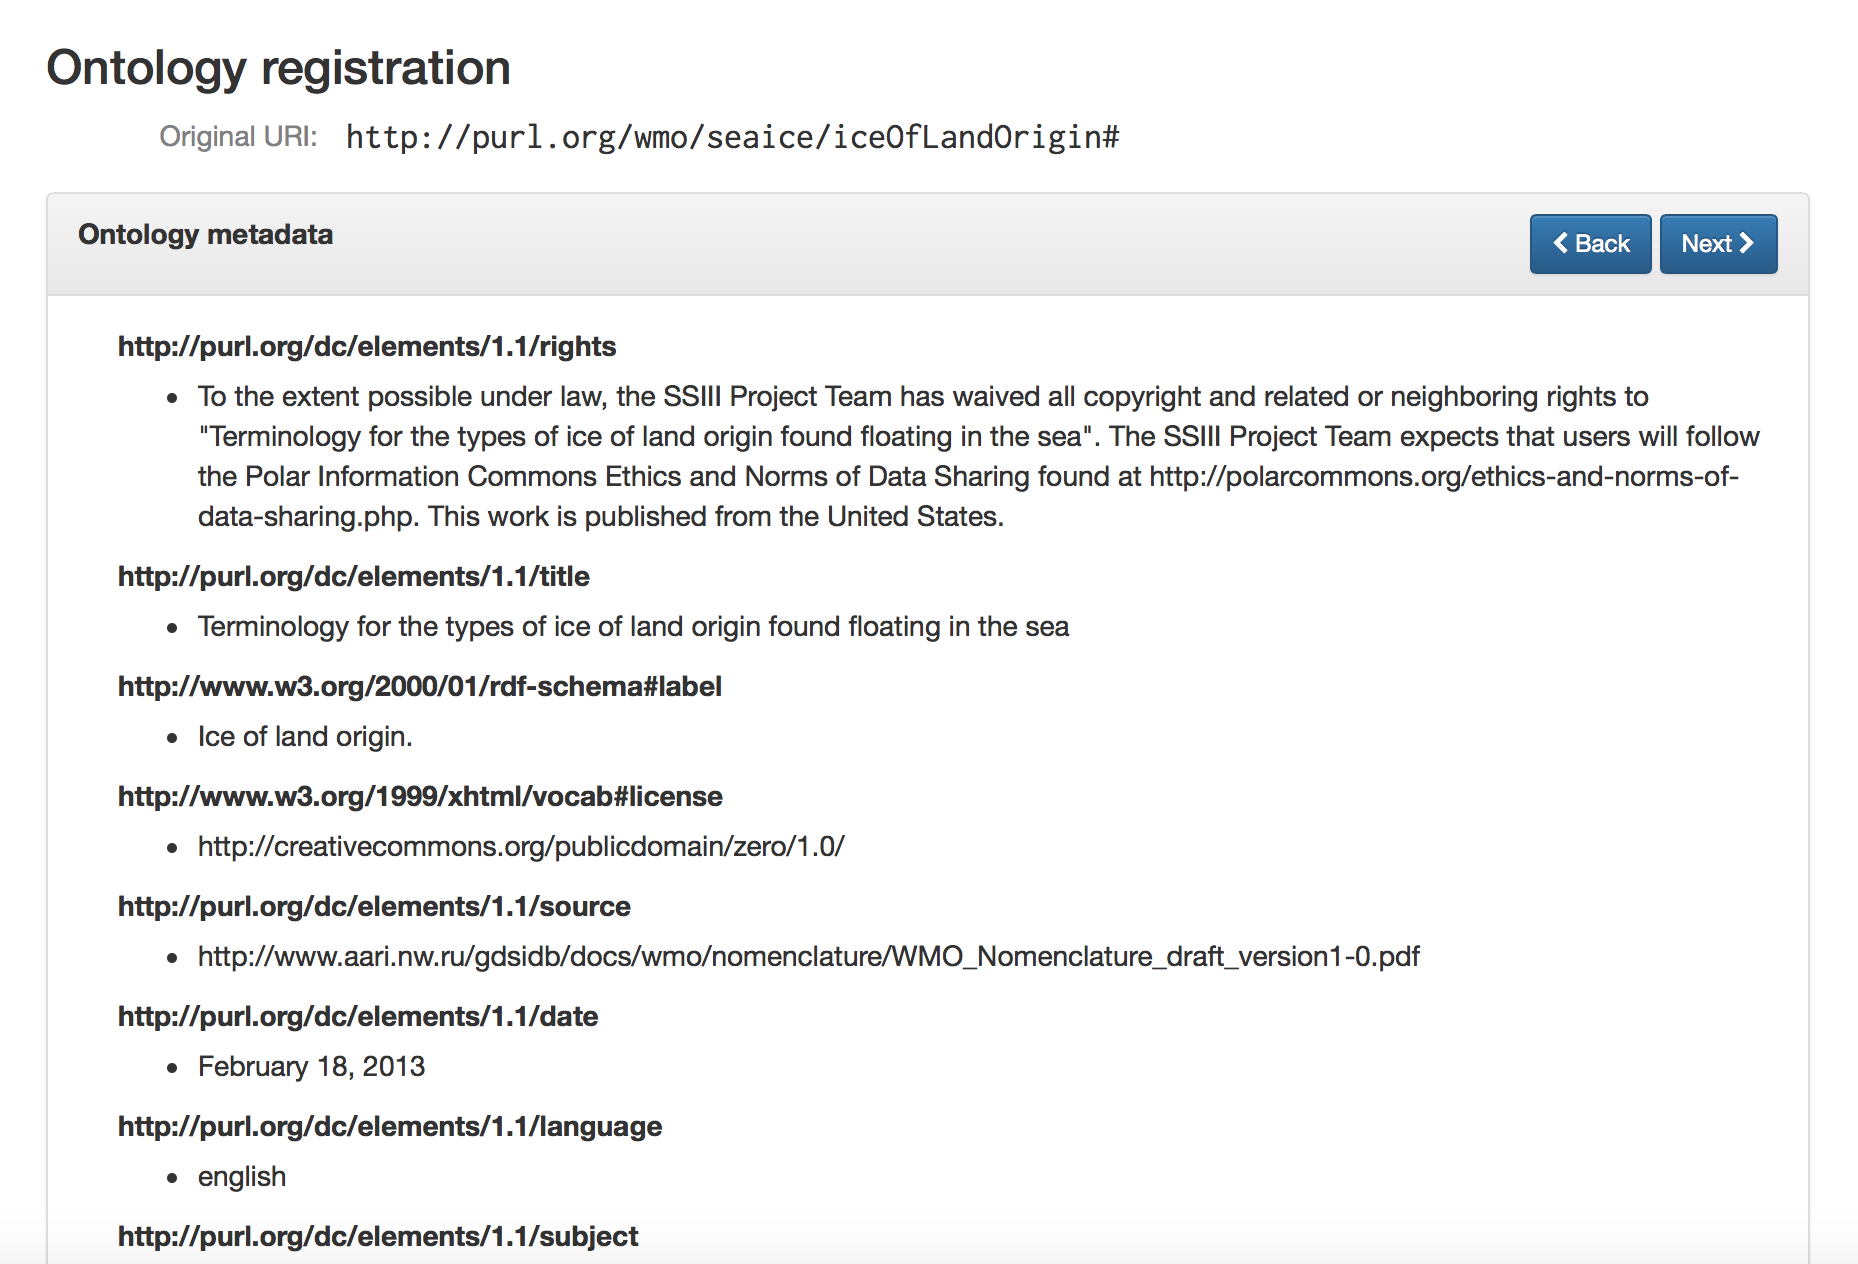 Ontology registration
Original URI: http://purl.org/wmo/seaice/iceOfLandOrigin#
Ontology metadata
Back Next
http://purl.org/dc/elements/1.1/rights
• To the extent possible under law, the SSIII Project Team has waived all copyright and related or neighboring rights to
"Terminology for the types of ice of land origin found floating in the sea". The SSIII Project Team expects that users will follow
the Polar Information Commons Ethics and Norms of Data Sharing found at http://polarcommons.org/ethics-and-norms-of-
data-sharing.php. This work is published from the United States.
http://purl.org/dc/elements/1.1/title
• Terminology for the types of ice of land origin found floating in the sea
http://www.w3.org/2000/01/rdf-schema#label
• Ice of land origin.
http://www.w3.org/1999/xhtml/vocab#license
• http://creativecommons.org/publicdomain/zero/1.0/
http://purl.org/dc/elements/1.1/source
• http://www.aari.nw.ru/gdsidb/docs/wmo/nomenclature/WMO_Nomenclature_draft_version1-0.pdf
http://purl.org/dc/elements/1.1/date
• February 18, 2013
http://purl.org/dc/elements/1.1/language
• english
http://purl.org/dc/elements/1.1/subject